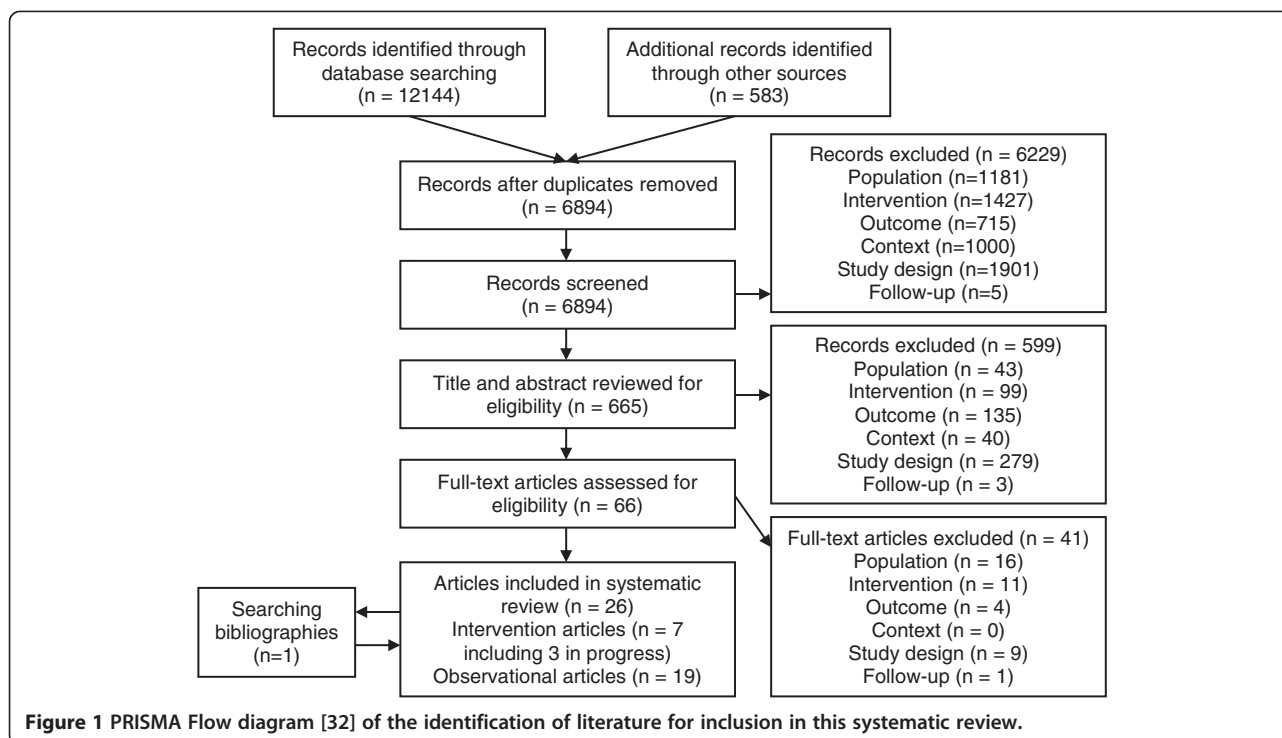 Records identified through
database searching
(n = 12144)
Additional records identified
through other sources
(n = 583)
Records after duplicates removed
(n = 6894)
Records excluded (n = 6229)
Population (n=1181)
Intervention (n=1427)
Outcome (n=715)
Context (n=1000)
Study design (n=1901)
Follow-up (n=5)
Records screened
(n = 6894)
Title and abstract reviewed for
eligibility (n = 665)
Records excluded (n = 599)
Population (n = 43)
Intervention (n = 99)
Outcome (n = 135)
Context (n = 40)
Study design (n = 279)
Follow-up (n = 3)
Full-text articles assessed for
eligibility (n = 66)
Full-text articles excluded (n = 41)
Population (n = 16)
Intervention (n = 11)
Outcome (n = 4)
Context (n = 0)
Study design (n = 9)
Follow-up (n = 1)
Searching
bibliographies
(n=1)
Articles included in systematic
review (n = 26)
Intervention articles (n = 7
including 3 in progress)
Observational articles (n = 19)
Figure 1 PRISMA Flow diagram [32] of the identification of literature for inclusion in this systematic review.